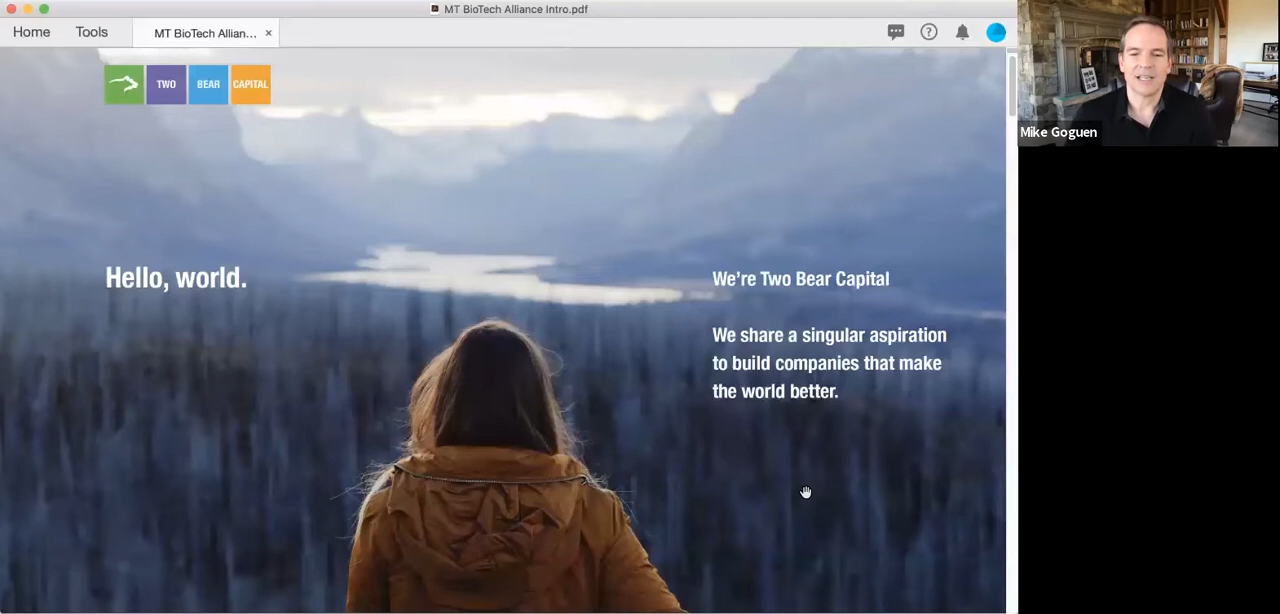 MT BioTech Alliance Intro.pdf
Home
Tools
MT BioTech Allian... ×
TWO
BEAR
CAPITAL
Mike Goguen
Hello, world.
We're Two Bear Capital
We share a singular aspiration
to build companies that make
the world better.